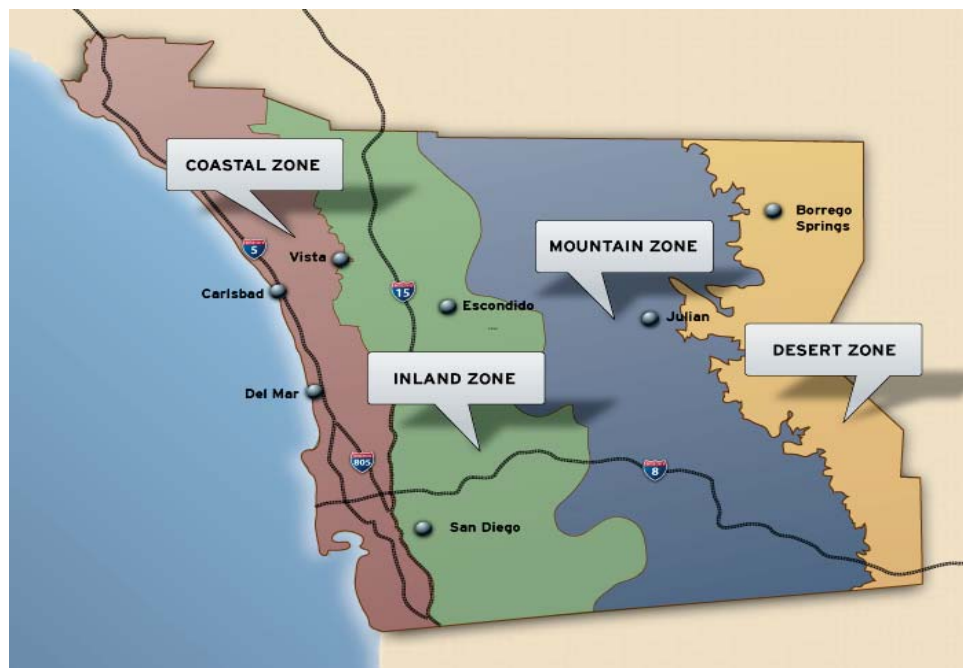 COASTAL ZONE
5
Vista
Carlsbad
15
Escondido
MOUNTAIN ZONE
Julian
Borrego
Springs
DESERT ZONE
INLAND ZONE
Del Mar
805
8
San Diego